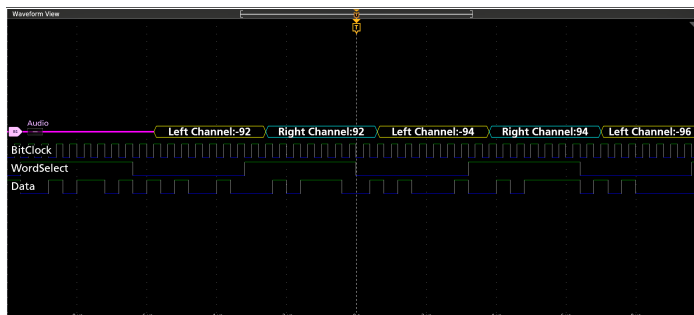 Waveform View
T
Audio
B1 Left Channel:-92 Right Channel:92 Left Channel:-94 Right Channel:94 Left Channel:-96
BitClock
WordSelect
Data